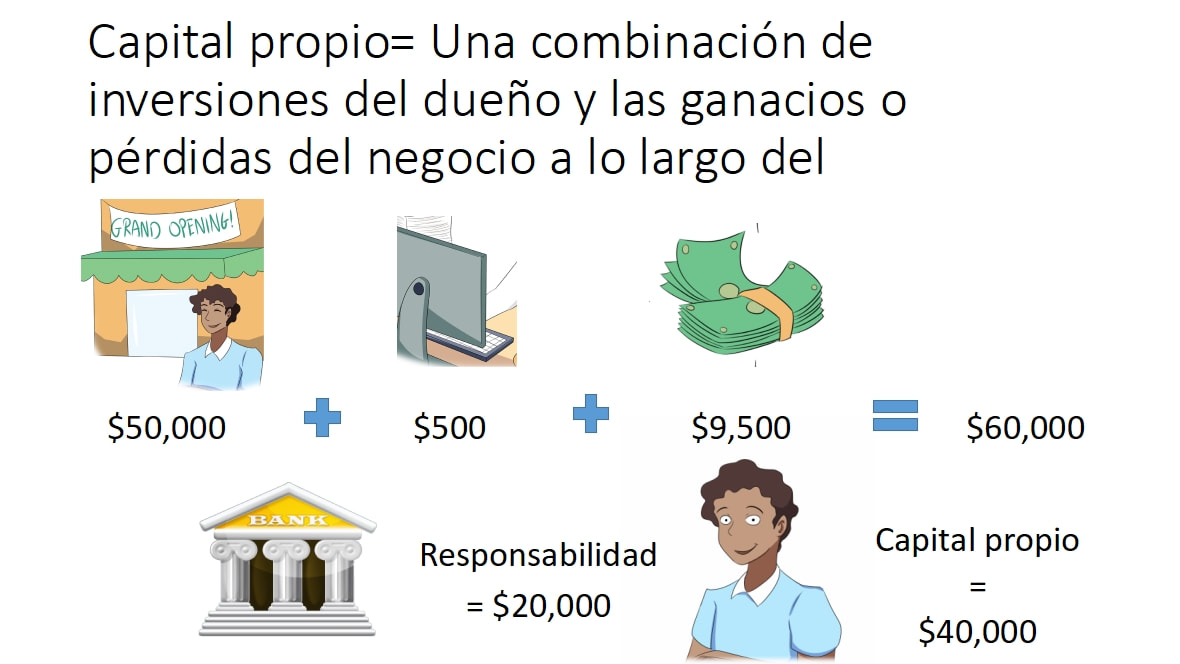 Capital propio= Una combinación de
inversiones del dueño y las ganacios o
pérdidas del negocio a lo largo del
GRAND OPENING!
$50,000
$500
$9,500
$60,000
BANK
Responsabilidad
= $20,000
Capital propio
=
$40,000